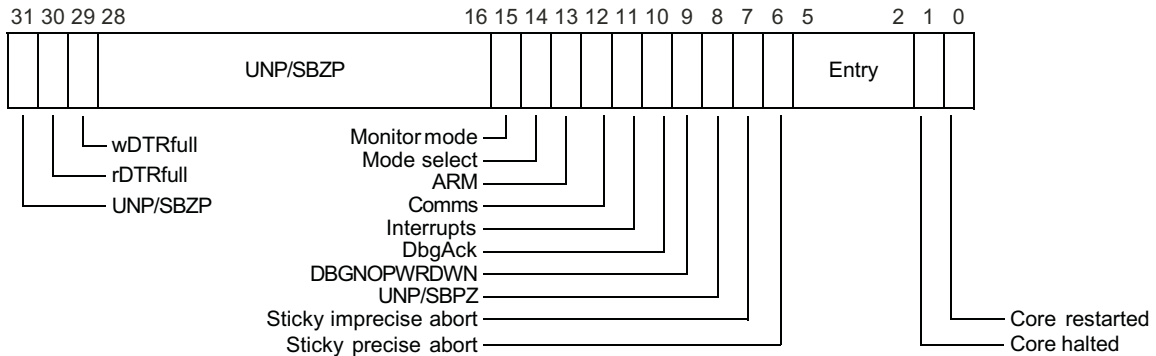 31 30 29 28 16 15 14 13 12 11 10 9 8 7 6 5 2 1 0
UNP/SBZP Entry
Monitor mode
wDTRfull
Mode select
rDTRfull
ARM
UNP/SBZP
Comms
Interrupts
DbgAck
DBGNOPWRDWN
UNP/SBPZ
Sticky imprecise abort
Core restarted
Sticky precise abort
Core halted